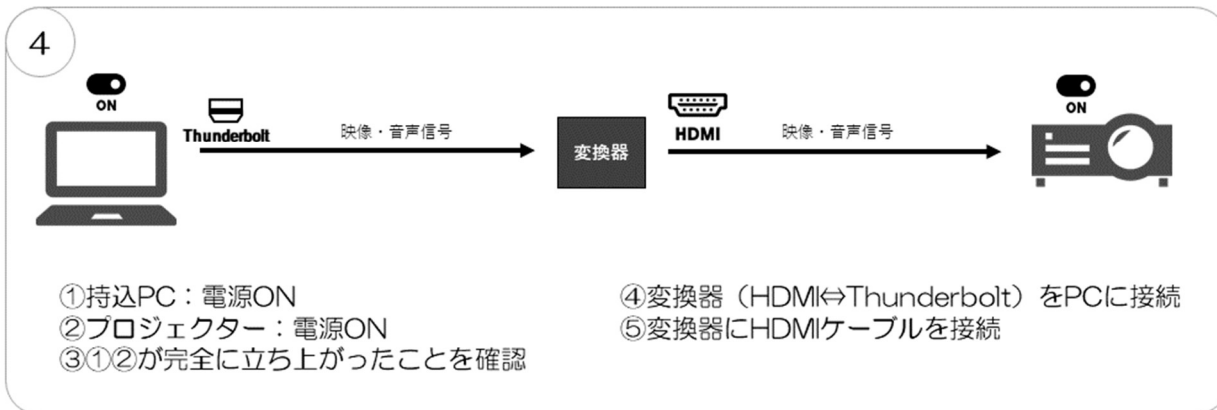 4
ON
Thunderbolt
映像・音声信号
変換器
HDMI
映像・音声信号
ON
①持込PC：電源ON
②プロジェクター：電源ON
③①②が完全に立ち上がったことを確認
④変換器（HDMI⇔Thunderbolt）をPCに接続
⑤変換器にHDMIケーブルを接続